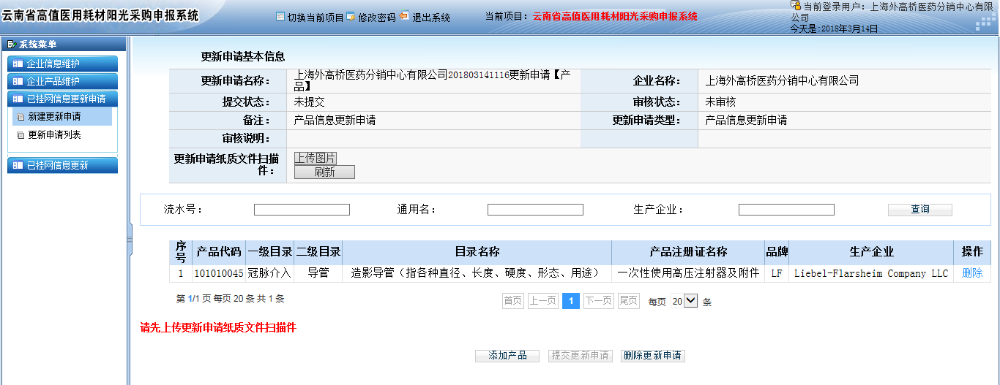 云南省高值医用耗材阳光采购申报系统
切换当前项目 修改密码 退出系统
当前项目：云南省高值医用耗材阳光采购申报系统
当前登录用户：上海外高桥医药分销中心有限
公司
今天是:2018年3月14日
系统菜单
企业信息维护
企业产品维护
已挂网信息更新申请
新建更新申请
更新申请列表
已挂网信息更新
更新申请基本信息
更新申请名称： 上海外高桥医药分销中心有限公司201803141116更新申请【产
品】
企业名称： 上海外高桥医药分销中心有限公司
提交状态： 未提交 审核状态： 未审核
备注： 产品信息更新申请 更新申请类型： 产品信息更新申请
审核说明：
更新申请纸质文件扫描
件：
上传图片
刷新
流水号： 通用名： 生产企业： 查询
序号 产品代码 一级目录 二级目录 目录名称 产品注册证名称 品牌 生产企业 操作
1 101010045 冠脉介入 导管 造影导管（指各种直径、长度、硬度、形态、用途） 一次性使用高压注射器及附件 LF Liebel-Flarsheim Company LLC 删除
第 1/1 页 每页 20 条 共 1 条 首页 上一页 1 下一页 尾页 每页 20 条
请先上传更新申请纸质文件扫描件
添加产品 提交更新申请 删除更新申请